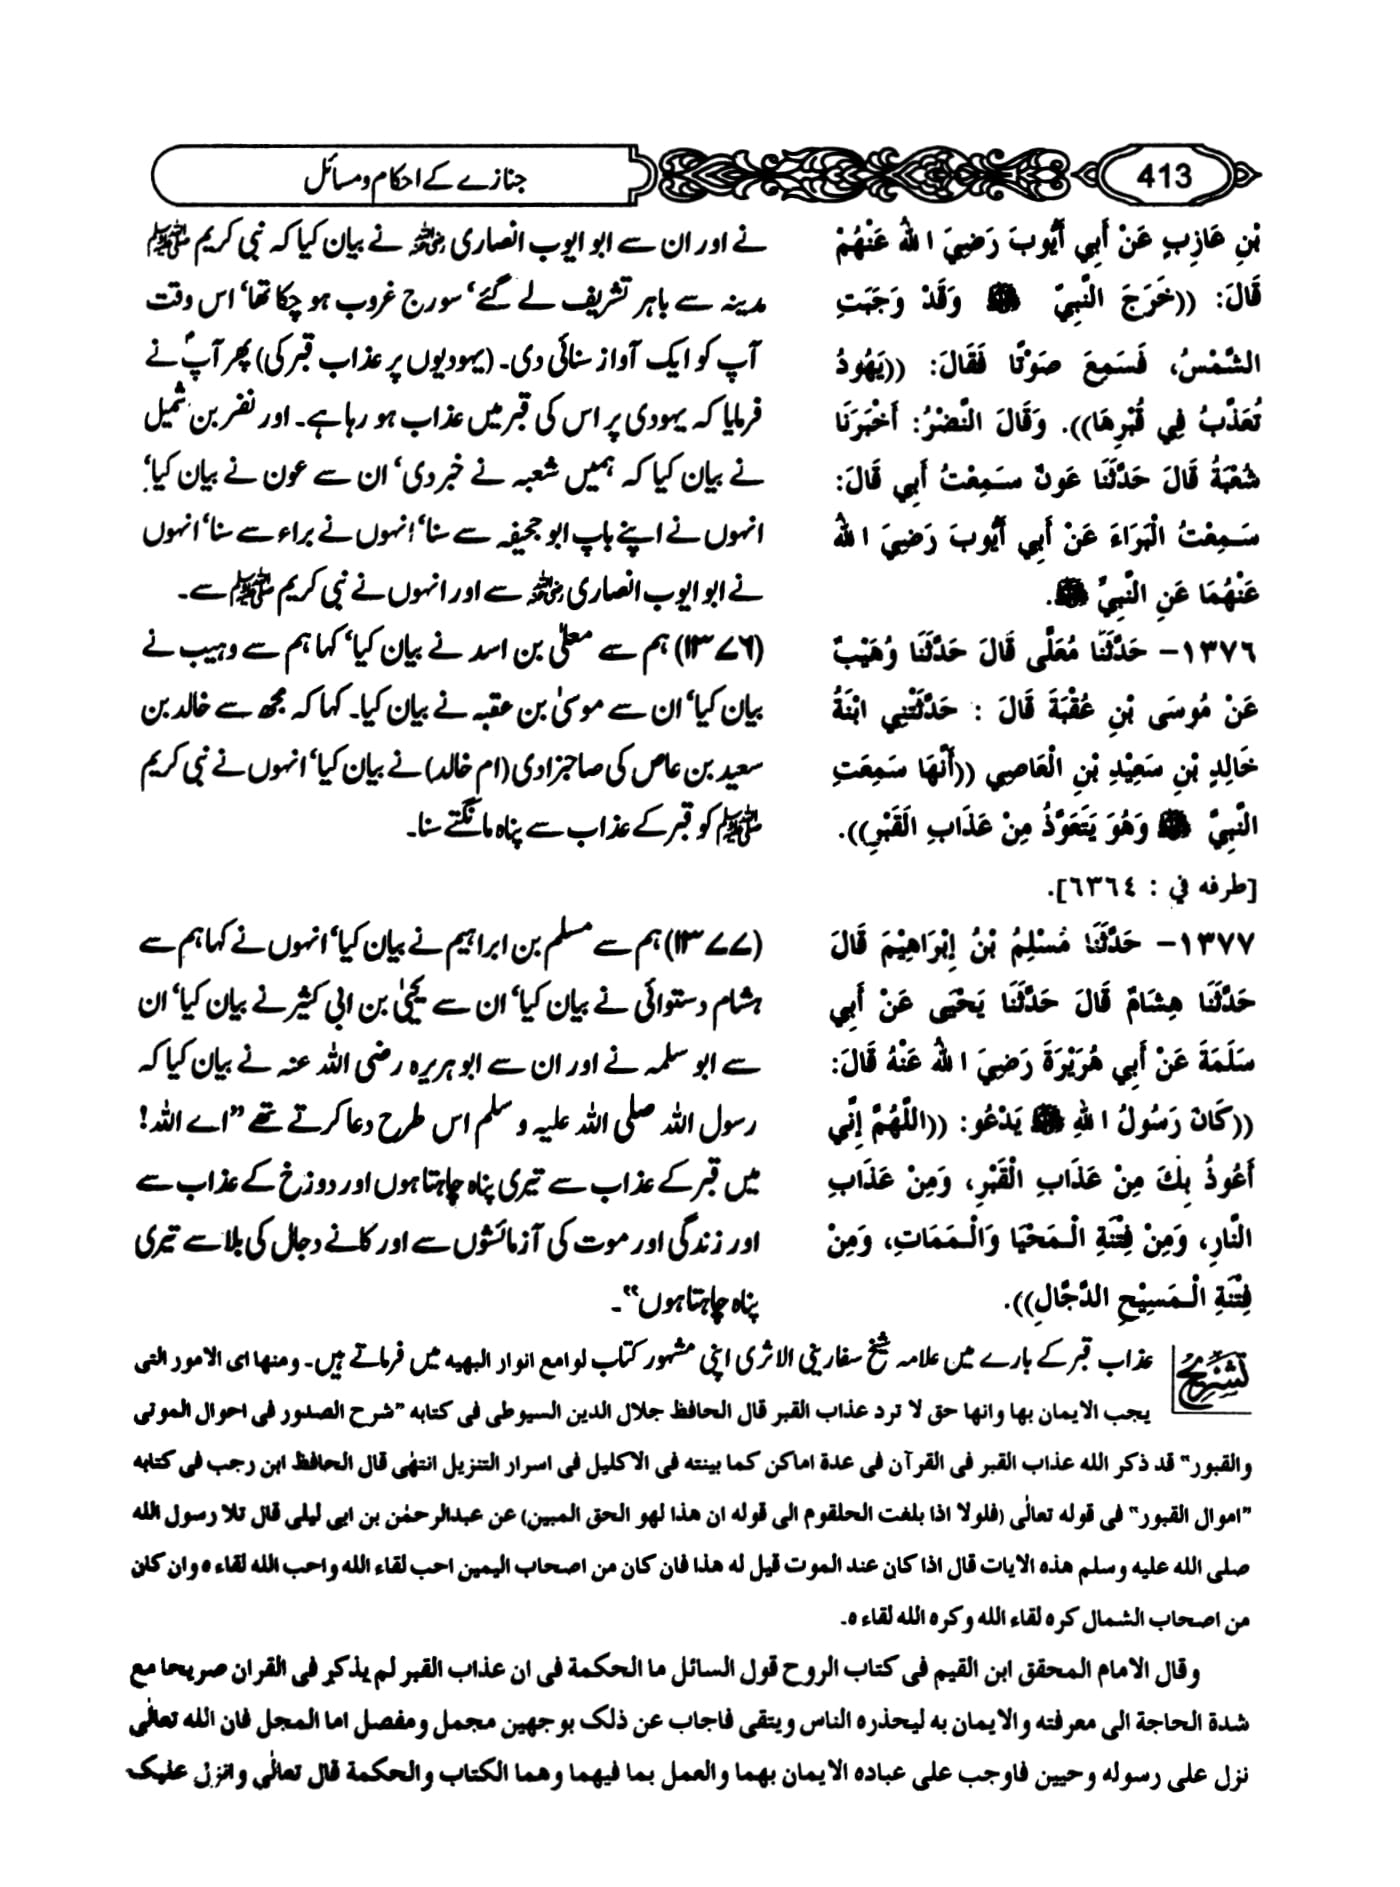 413
جنازے کے احکام و مسائل
بْنِ عَازِبٍ عَنْ أَبِي أَيُّوبَ رَضِيَ اللهُ عَنْهُمْ
قَالَ: ((خَرَجَ النَّبِيُّ ﷺ وَقَدْ وَجَبَتِ
الشَّمْسُ، فَسَمِعَ صَوْتًا فَقَالَ: ((يَهُودُ
تُعَذَّبُ فِي قُبْرِهَا)). وَقَالَ النَّضْرُ: أَخْبَرَنَا
شُعْبَةُ قَالَ حَدَّثَنَا عَونٌ سَمِعْتُ أَبِي قَالَ:
سَمِعْتُ الْبَرَاءَ عَنْ أَبِي أَيُّوبَ رَضِيَ اللهُ
عَنْهُمَا عَنِ النَّبِيِّ ﷺ.
١٣٧٦- حَدَّثَنَا مُعَلًّى قَالَ حَدَّثَنَا وُهَيْبٌ
عَنْ مُوسَى بْنِ عُقْبَةَ قَالَ : حَدَّثَتْنِي ابْنَةُ
خَالِدِ بْنِ سَعِيْدِ بْنِ الْعَاصِي ((أَنَّهَا سَمِعَتِ
النَّبِيَّ ﷺ وَهُوَ يَتَعَوَّذُ مِنْ عَذَابِ الْقَبْرِ)).
[طرفه في : ٦٣٦٤].
١٣٧٧- حَدَّثَنَا مُسْلِمُ بْنُ إِبْرَاهِيْمَ قَالَ
حَدَّثَنَا هِشَامٌ قَالَ حَدَّثَنَا يَحْيَى عَنْ أَبِي
سَلَمَةَ عَنْ أَبِي هُرَيْرَةَ رَضِيَ اللهُ عَنْهُ قَالَ:
((كَانَ رَسُولُ اللهِ ﷺ يَدْعُو: ((اللَّهُمَّ إِنِّي
أَعُوذُ بِكَ مِنْ عَذَابِ الْقَبْرِ، وَمِنْ عَذَابِ
النَّارِ، وَمِنْ فِتْنَةِ الْمَحْيَا وَالْمَمَاتِ، وَمِنْ
فِتْنَةِ الْمَسِيْحِ الدَّجَّالِ)).
نے اور ان سے ابو ایوب انصاری رضی اللہ نے بیان کیا کہ نبی کریم ﷺ
مدینہ سے باہر تشریف لے گئے‘ سورج غروب ہو چکا تھا‘ اس وقت
آپ کو ایک آواز سنائی دی۔ (یہودیوں پر عذاب قبر کی) پھر آپؐ نے
فرمایا کہ یہودی پر اس کی قبر میں عذاب ہو رہا ہے۔ اور نضر بن شمیل
نے بیان کیا کہ ہمیں شعبہ نے خبر دی‘ ان سے عون نے بیان کیا‘
انہوں نے اپنے باپ ابو جحیفہ سے سنا‘ انہوں نے براء سے سنا‘ انہوں
نے ابو ایوب انصاری رضی اللہ سے اور انہوں نے نبی کریم ﷺ سے۔
(۱۳۷۶) ہم سے معلیٰ بن اسد نے بیان کیا‘ کہا ہم سے وہیب نے
بیان کیا‘ ان سے موسیٰ بن عقبہ نے بیان کیا۔ کہا کہ مجھ سے خالد بن
سعید بن عاص کی صاحبزادی (ام خالد) نے بیان کیا‘ انہوں نے نبی کریم
ﷺ کو قبر کے عذاب سے پناہ مانگتے سنا۔
(۱۳۷۷) ہم سے مسلم بن ابراہیم نے بیان کیا‘ انہوں نے کہا ہم سے
ہشام دستوائی نے بیان کیا‘ ان سے یحییٰ بن ابی کثیر نے بیان کیا‘ ان
سے ابو سلمہ نے اور ان سے ابو ہریرہ رضی اللہ عنہ نے بیان کیا کہ
رسول اللہ صلی اللہ علیہ و سلم اس طرح دعا کرتے تھے ”اے اللہ!
میں قبر کے عذاب سے تیری پناہ چاہتا ہوں اور دوزخ کے عذاب سے
اور زندگی اور موت کی آزمائشوں سے اور کانے دجال کی بلا سے تیری
پناہ چاہتا ہوں“۔
تشریح
عذاب قبر کے بارے میں علامہ شیخ سفارینی الاثری اپنی مشہور کتاب لوامع انوار البهیه میں فرماتے ہیں۔ ومنها ای الامور التی
یجب الایمان بها وانها حق لا ترد عذاب القبر قال الحافظ جلال الدین السیوطی فی کتابه ”شرح الصدور فی احوال الموتی
والقبور“ قد ذکر الله عذاب القبر فی القرآن فی عدة اماکن کما بینته فی الاکلیل فی اسرار التنزیل انتهی قال الحافظ ابن رجب فی کتابه
”اموال القبور“ فی قوله تعالٰی (فلولا اذا بلغت الحلقوم الی قوله ان هذا لهو الحق المبین) عن عبدالرحمٰن بن ابی لیلی قال تلا رسول الله
صلی الله علیه وسلم هذه الایات قال اذا کان عند الموت قیل له هذا فان کان من اصحاب الیمین احب لقاء الله واحب الله لقاءه وان کان
من اصحاب الشمال کره لقاء الله وکره الله لقاءه۔
وقال الامام المحقق ابن القیم فی کتاب الروح قول السائل ما الحکمة فی ان عذاب القبر لم یذکر فی القران صریحا مع
شدة الحاجة الی معرفته والایمان به لیحذره الناس ویتقی فاجاب عن ذلک بوجهین مجمل ومفصل اما المجل فان الله تعالٰی
نزل علی رسوله وحیین فاوجب علی عباده الایمان بهما والعمل بما فیهما وهما الکتاب والحکمة قال تعالٰی وانزل علیک